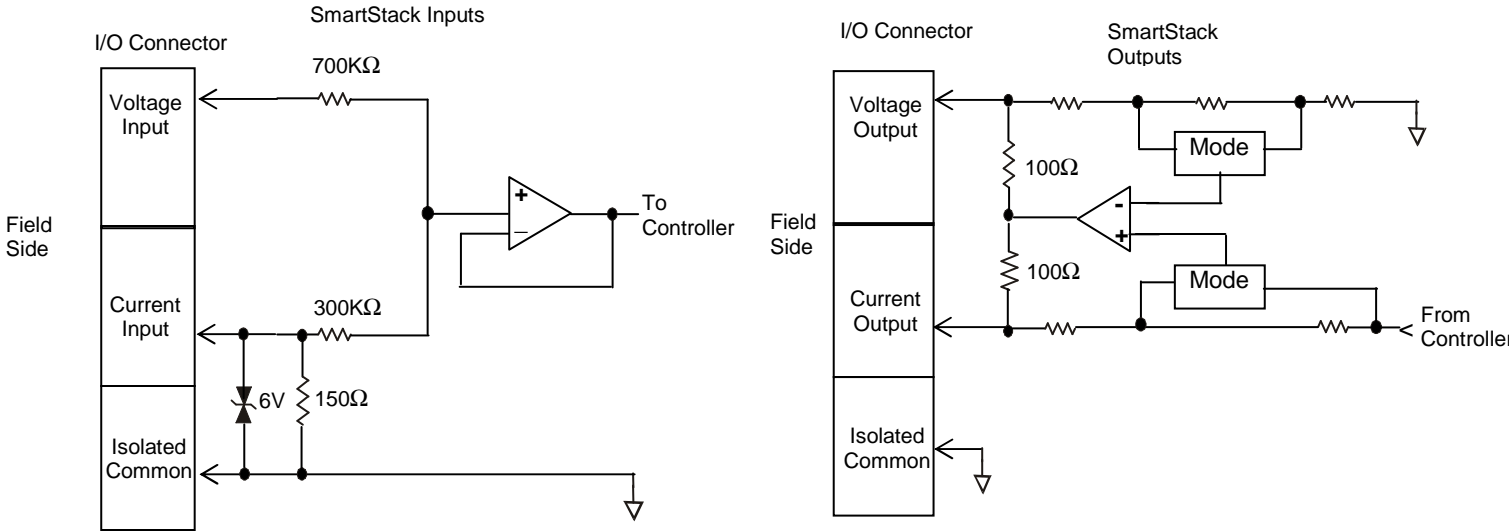 SmartStack Inputs
I/O Connector
700KΩ
Voltage
Input
+
–
To
Controller
Field
Side
Current
Input
300KΩ
6V
150Ω
Isolated
Common
I/O Connector
SmartStack
Outputs
Voltage
Output
Mode
100Ω
-
+
Field
Side
100Ω
Mode
Current
Output
From
Controller
Isolated
Common